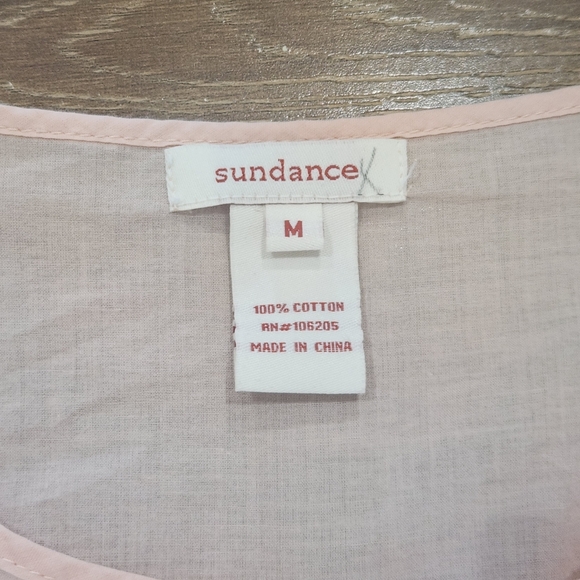 sundance X
M
100% COTTON
RN#106205
MADE IN CHINA